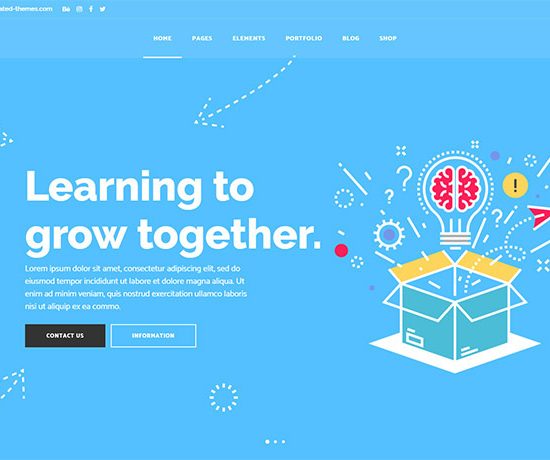 ated-themes.com
HOME PAGES ELEMENTS PORTFOLIO BLOG SHOP
Learning to
grow together.
Lorem ipsum dolor sit amet, consectetur adipiscing elit, sed do
eiusmod tempor incididunt ut labore et dolore magna aliqua. Ut
enim ad minim veniam, quis nostrud exercitation ullamco laboris
nisi ut aliquip ex ea commo.
CONTACT US INFORMATION